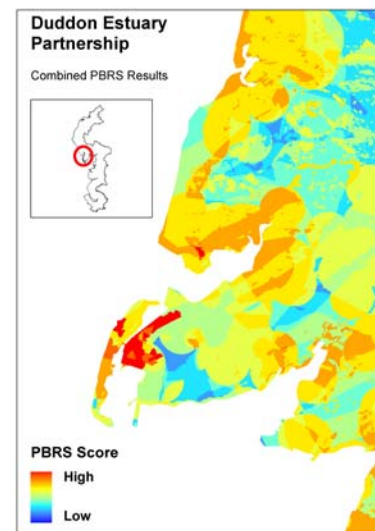 Duddon Estuary
Partnership
Combined PBRS Results
PBRS Score
High
Low